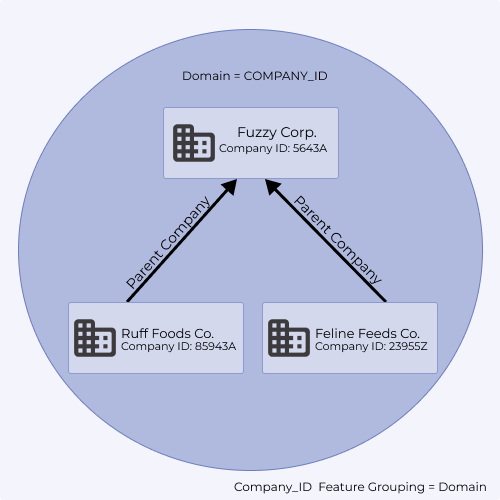 Domain = COMPANY_ID
Fuzzy Corp.
Company ID: 5643A
Parent Company
Parent Company
Ruff Foods Co.
Company ID: 85943A
Feline Feeds Co.
Company ID: 23955Z
Company_ID  Feature Grouping = Domain